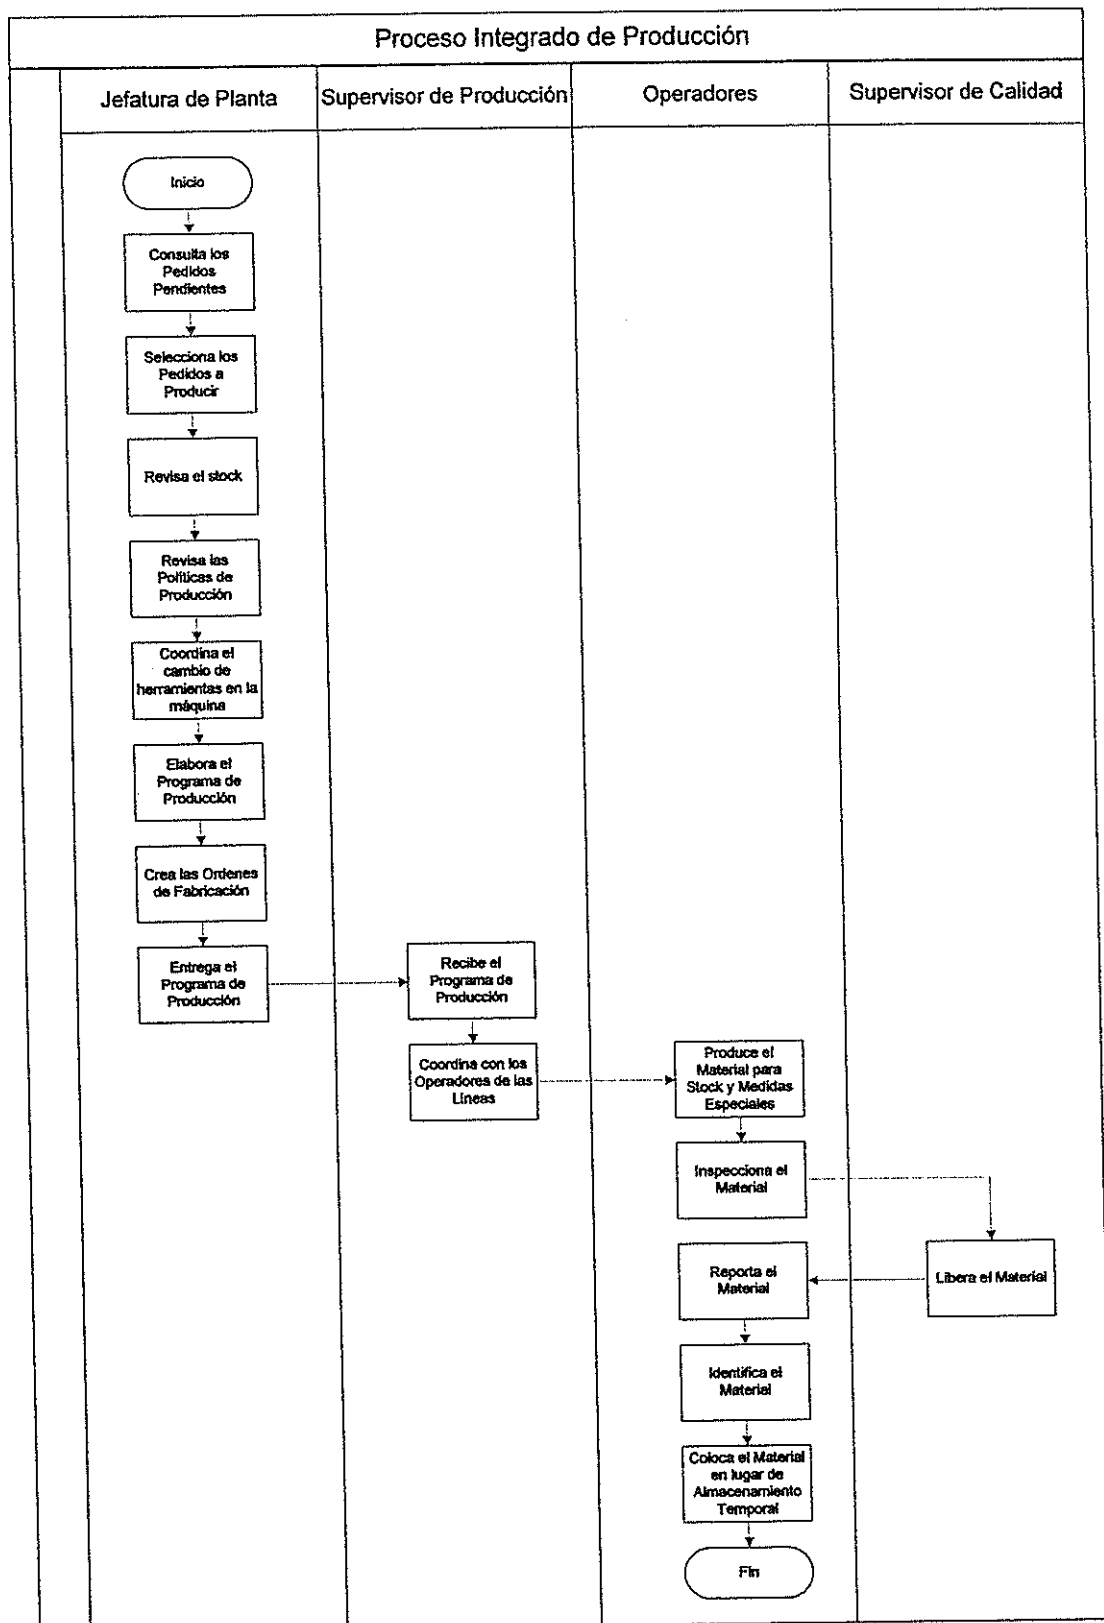 Proceso Integrado de Producción
Jefatura de Planta
Supervisor de Producción
Operadores
Supervisor de Calidad
Inicio
Consulta los
Pedidos
Pendientes
Selecciona los
Pedidos a
Producir
Revisa el stock
Revisa las
Políticas de
Producción
Coordina el
cambio de
herramientas en la
máquina
Elabora el
Programa de
Producción
Crea las Ordenes
de Fabricación
Entrega el
Programa de
Producción
Recibe el
Programa de
Producción
Coordina con los
Operadores de las
Líneas
Produce el
Material para
Stock y Medidas
Especiales
Inspecciona el
Material
Libera el Material
Reporta el
Material
Identifica el
Material
Coloca el Material
en lugar de
Almacenamiento
Temporal
Fin